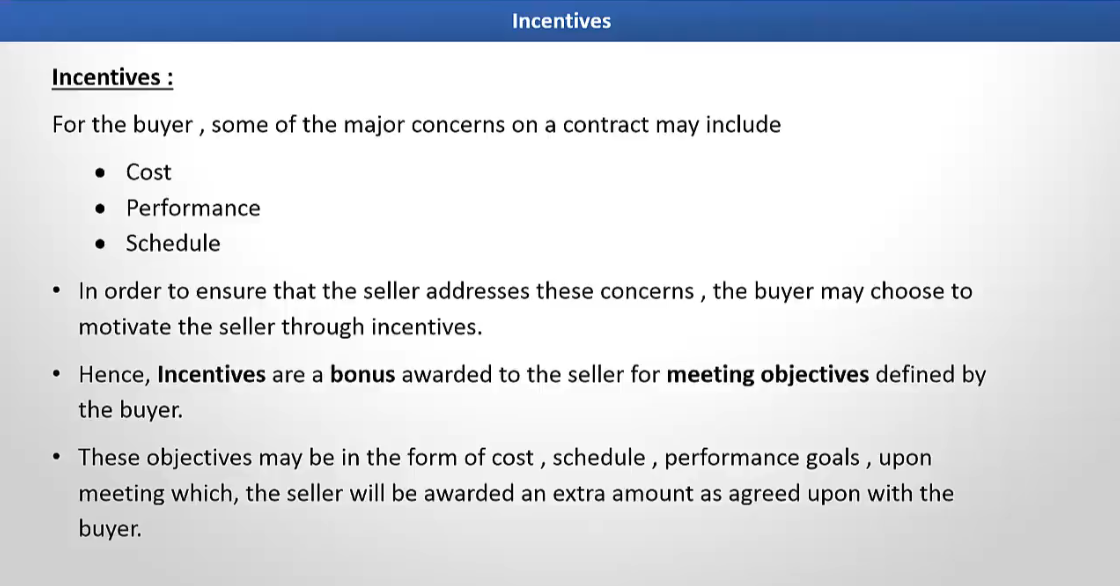 Incentives
Incentives :
For the buyer , some of the major concerns on a contract may include
● Cost
● Performance
● Schedule
• In order to ensure that the seller addresses these concerns , the buyer may choose to
motivate the seller through incentives.
• Hence, Incentives are a bonus awarded to the seller for meeting objectives defined by
the buyer.
• These objectives may be in the form of cost , schedule , performance goals , upon
meeting which, the seller will be awarded an extra amount as agreed upon with the
buyer.